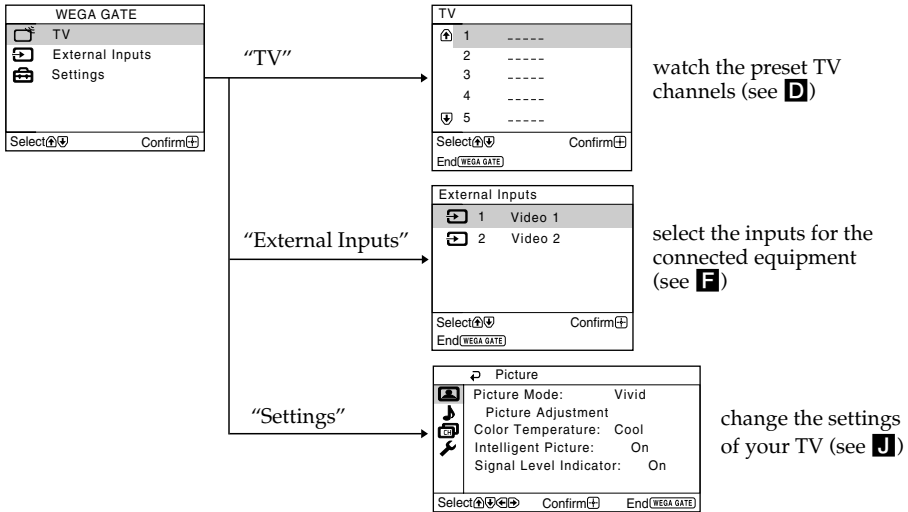 WEGA GATE
TV
External Inputs
Settings
Select Confirm
"TV"
TV
1 -----
2 -----
3 -----
4 -----
5 -----
Select Confirm
End WEGA GATE
watch the preset TV
channels (see D)
"External Inputs"
External Inputs
1 Video 1
2 Video 2
Select Confirm
End WEGA GATE
select the inputs for the
connected equipment
(see F)
"Settings"
Picture
Picture Mode: Vivid
Picture Adjustment
Color Temperature: Cool
Intelligent Picture: On
Signal Level Indicator: On
CH
Select Confirm End WEGA GATE
change the settings
of your TV (see J)